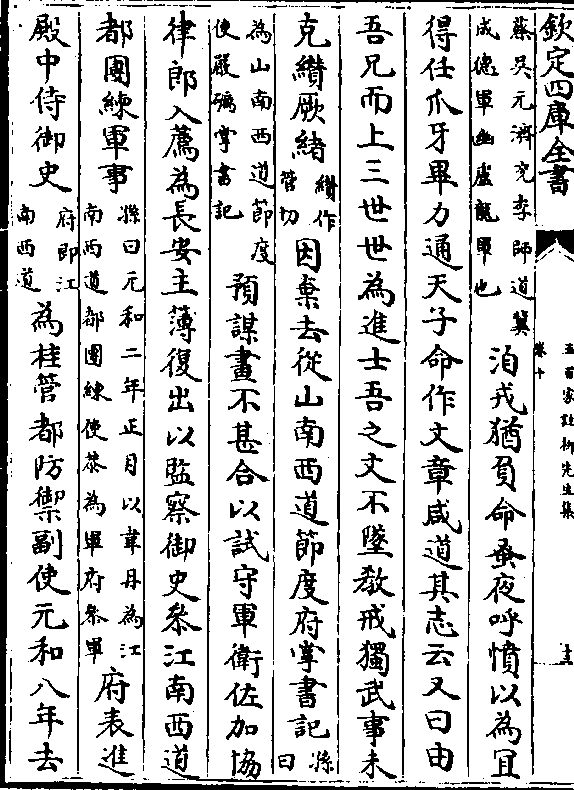 欽定四庫全書
五百家註柳先生集
卷十
十三
蔡吳元濟兗李師道冀
成德軍幽盧龍軍也
洎戎猶負命蚤夜呼憤以為宜
得任爪牙畢力通天子命作文章咸道其志云又曰由
吾兄而上三世世為進士吾之文不墜敎戒獨武事未
克纘厥緒
纘作
管切
因棄去從山南西道節度府掌書記
孫
曰
為山南西道節度
使嚴礪掌書記
預謀畫不甚合以試守軍衛佐加協
律郎入薦為長安主薄復出以監察御史叅江南西道
都團練軍事
孫曰元和二年正月以韋丹為江
南西道都團練使恭為軍府叅軍
府表進
殿中侍御史
府即江
南西道
為桂管都防禦副使元和八年去